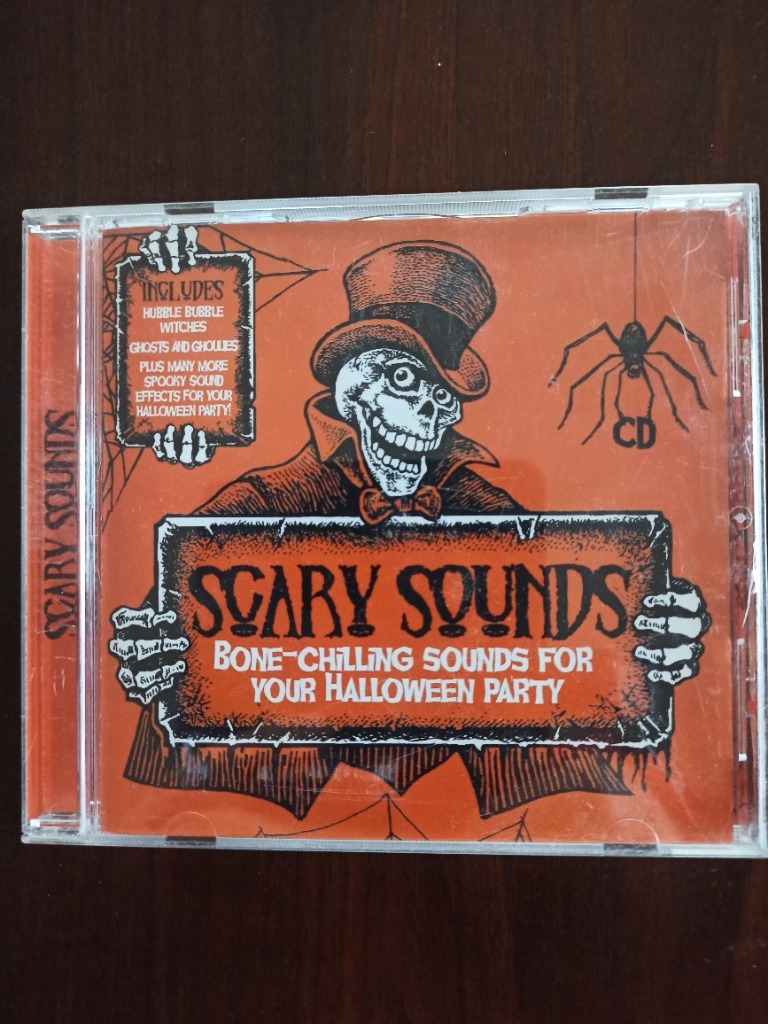 INCLUDES
HUBBLE BUBBLE
WITCHES
GHOSTS AND GHOULIES
PLUS MANY MORE
SPOOKY SOUND
EFFECTS FOR YOUR
HALLOWEEN PARTY!
CD
SCARY SOUNDS
SCARY SOUNDS
BONE-CHILLING SOUNDS FOR
YOUR HALLOWEEN PARTY